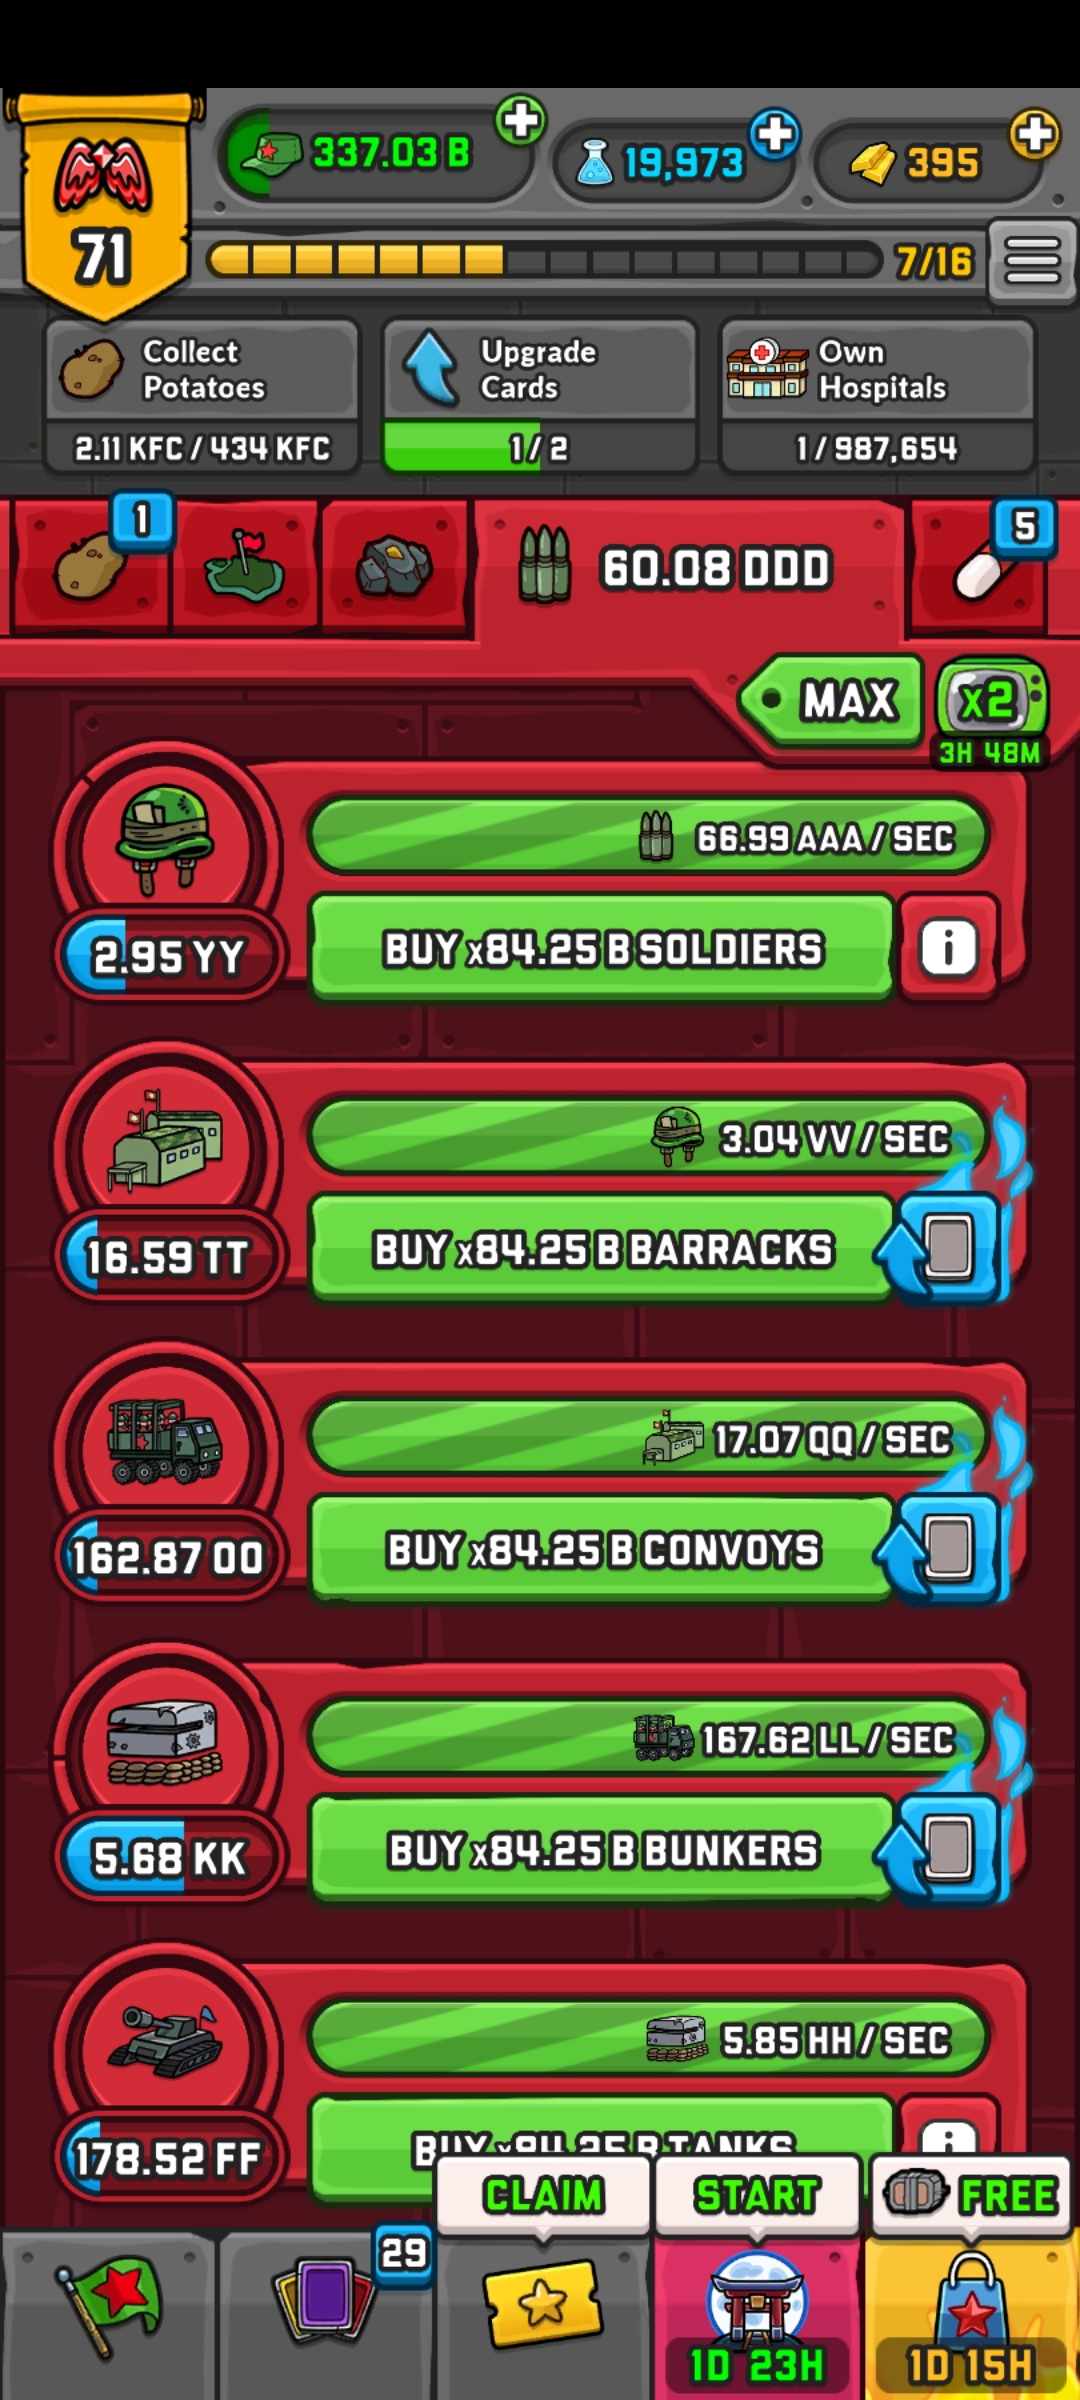 337.03 B
19,973
395
71
7/16
Collect
Potatoes
2.11 KFC / 434 KFC
Upgrade
Cards
1 / 2
Own
Hospitals
1 / 987,654
1
60.08 DDD
5
MAX
x2
3H 48M
66.99 AAA / SEC
2.95 YY
BUY x84.25 B SOLDIERS
i
3.04 VV / SEC
16.59 TT
BUY x84.25 B BARRACKS
17.07 QQ / SEC
162.87 OO
BUY x84.25 B CONVOYS
167.62 LL / SEC
5.68 KK
BUY x84.25 B BUNKERS
5.85 HH / SEC
178.52 FF
BUY x84.25 B TANKS
i
CLAIM
START
FREE
29
1D 23H
1D 15H